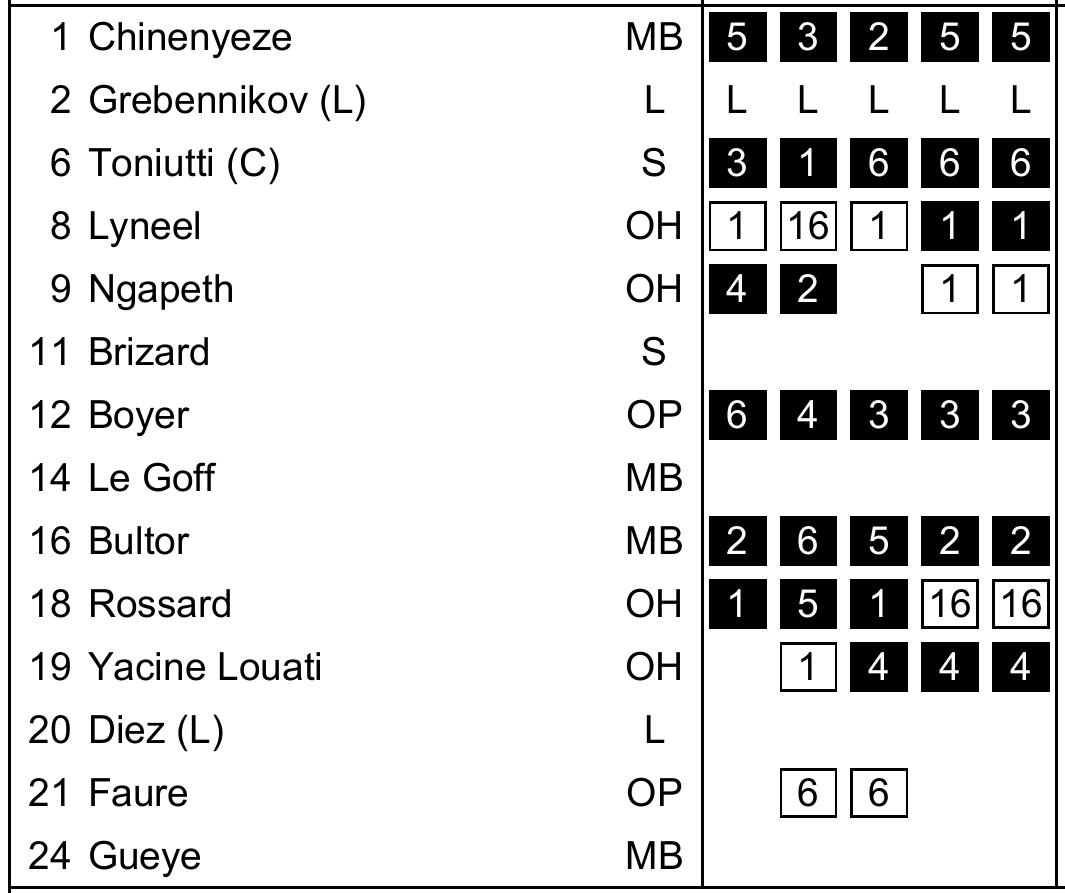 1 Chinenyeze MB 5 3 2 5 5
2 Grebennikov (L) L L L L L L
6 Toniutti (C) S 3 1 6 6 6
8 Lyneel OH 1 16 1 1 1
9 Ngapeth OH 4 2 1 1
11 Brizard S
12 Boyer OP 6 4 3 3 3
14 Le Goff MB
16 Bultor MB 2 6 5 2 2
18 Rossard OH 1 5 1 16 16
19 Yacine Louati OH 1 4 4 4
20 Diez (L) L
21 Faure OP 6 6
24 Gueye MB